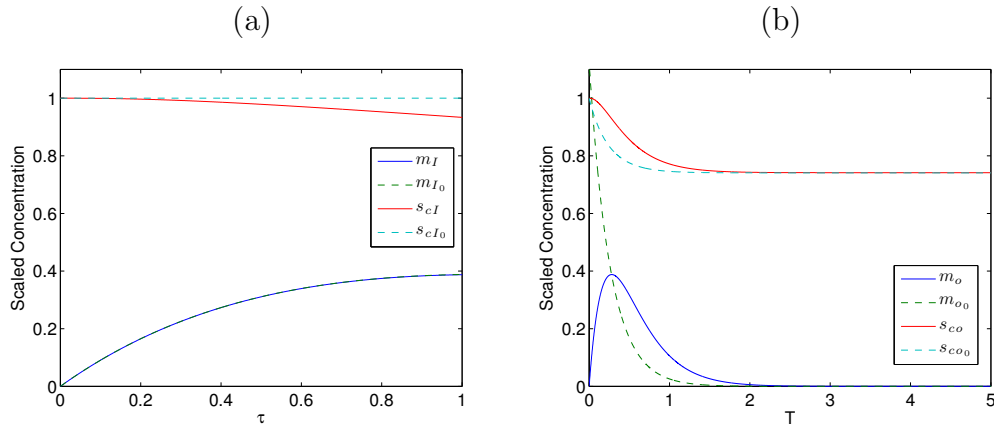 (a)
Scaled Concentration
1
0.8
0.6
0.4
0.2
0
0
0.2
0.4
0.6
0.8
1
τ
m_I
m_{I_0}
s_{cI}
s_{cI_0}
(b)
Scaled Concentration
1
0.8
0.6
0.4
0.2
0
0
1
2
3
4
5
T
m_o
m_{o_0}
s_{co}
s_{co_0}